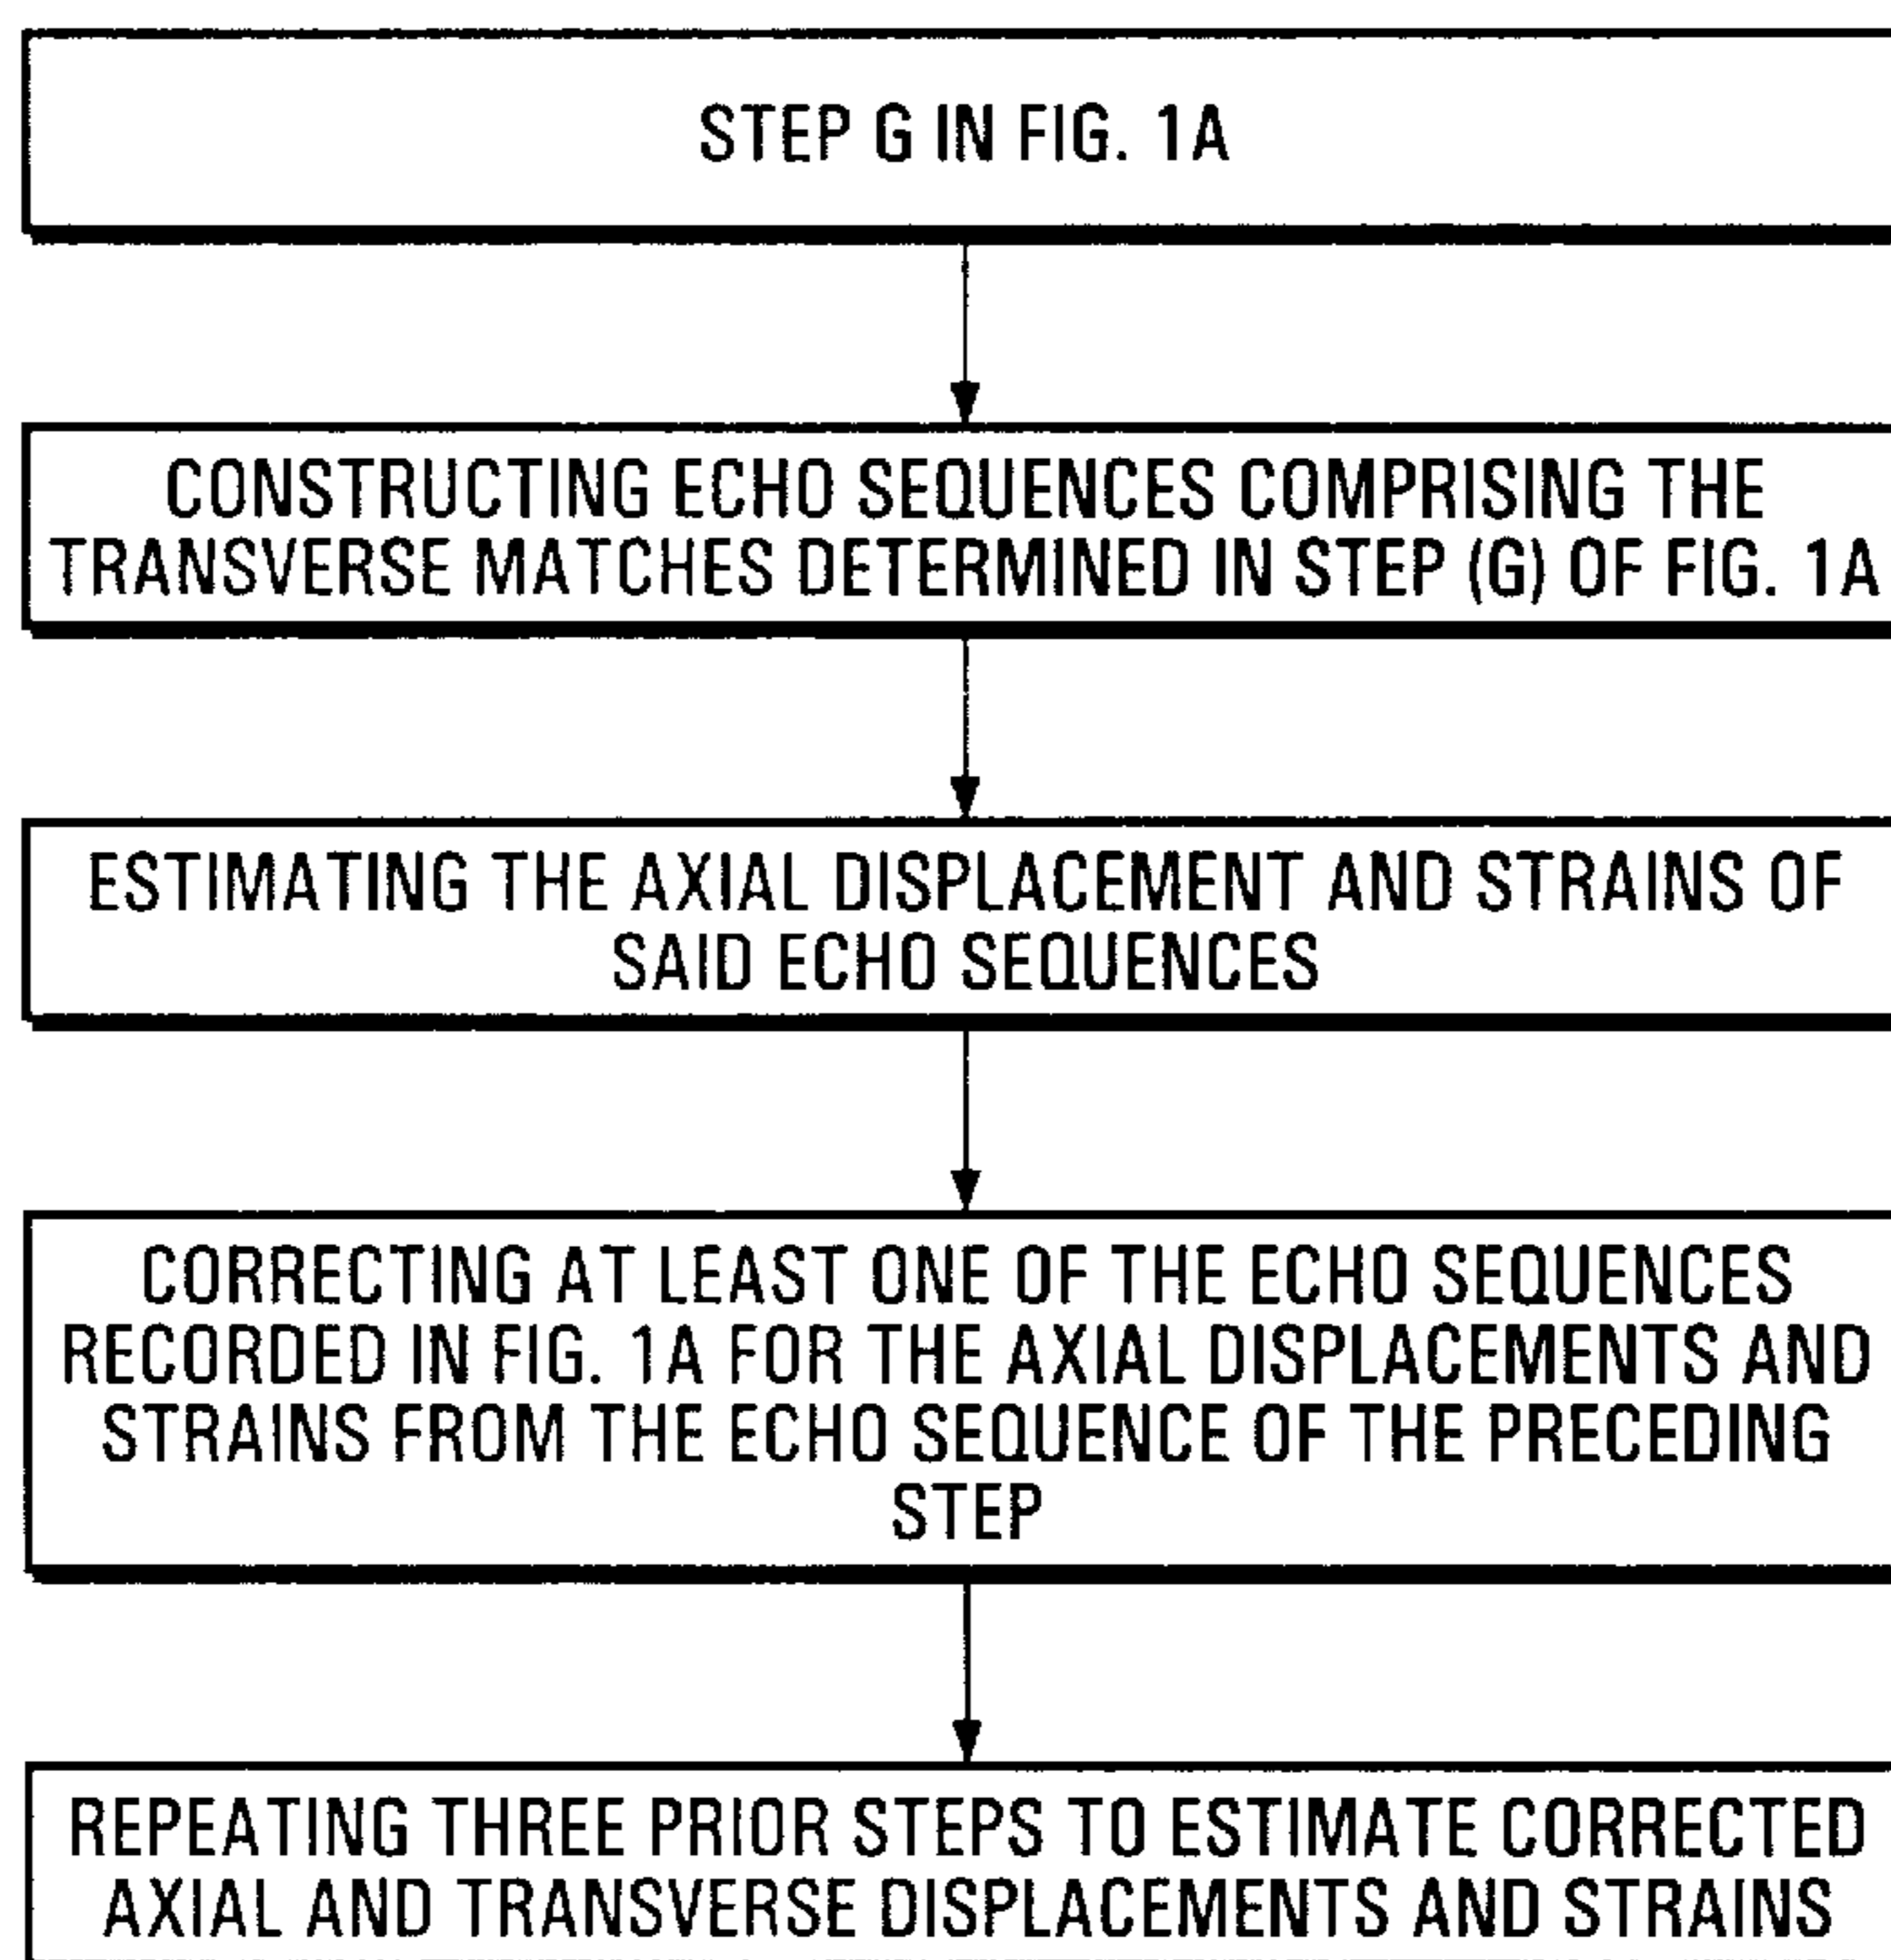 STEP G IN FIG. 1A
CONSTRUCTING ECHO SEQUENCES COMPRISING THE
TRANSVERSE MATCHES DETERMINED IN STEP (G) OF FIG. 1A
ESTIMATING THE AXIAL DISPLACEMENT AND STRAINS OF
SAID ECHO SEQUENCES
CORRECTING AT LEAST ONE OF THE ECHO SEQUENCES
RECORDED IN FIG. 1A FOR THE AXIAL DISPLACEMENTS AND
STRAINS FROM THE ECHO SEQUENCE OF THE PRECEDING
STEP
REPEATING THREE PRIOR STEPS TO ESTIMATE CORRECTED
AXIAL AND TRANSVERSE DISPLACEMENTS AND STRAINS